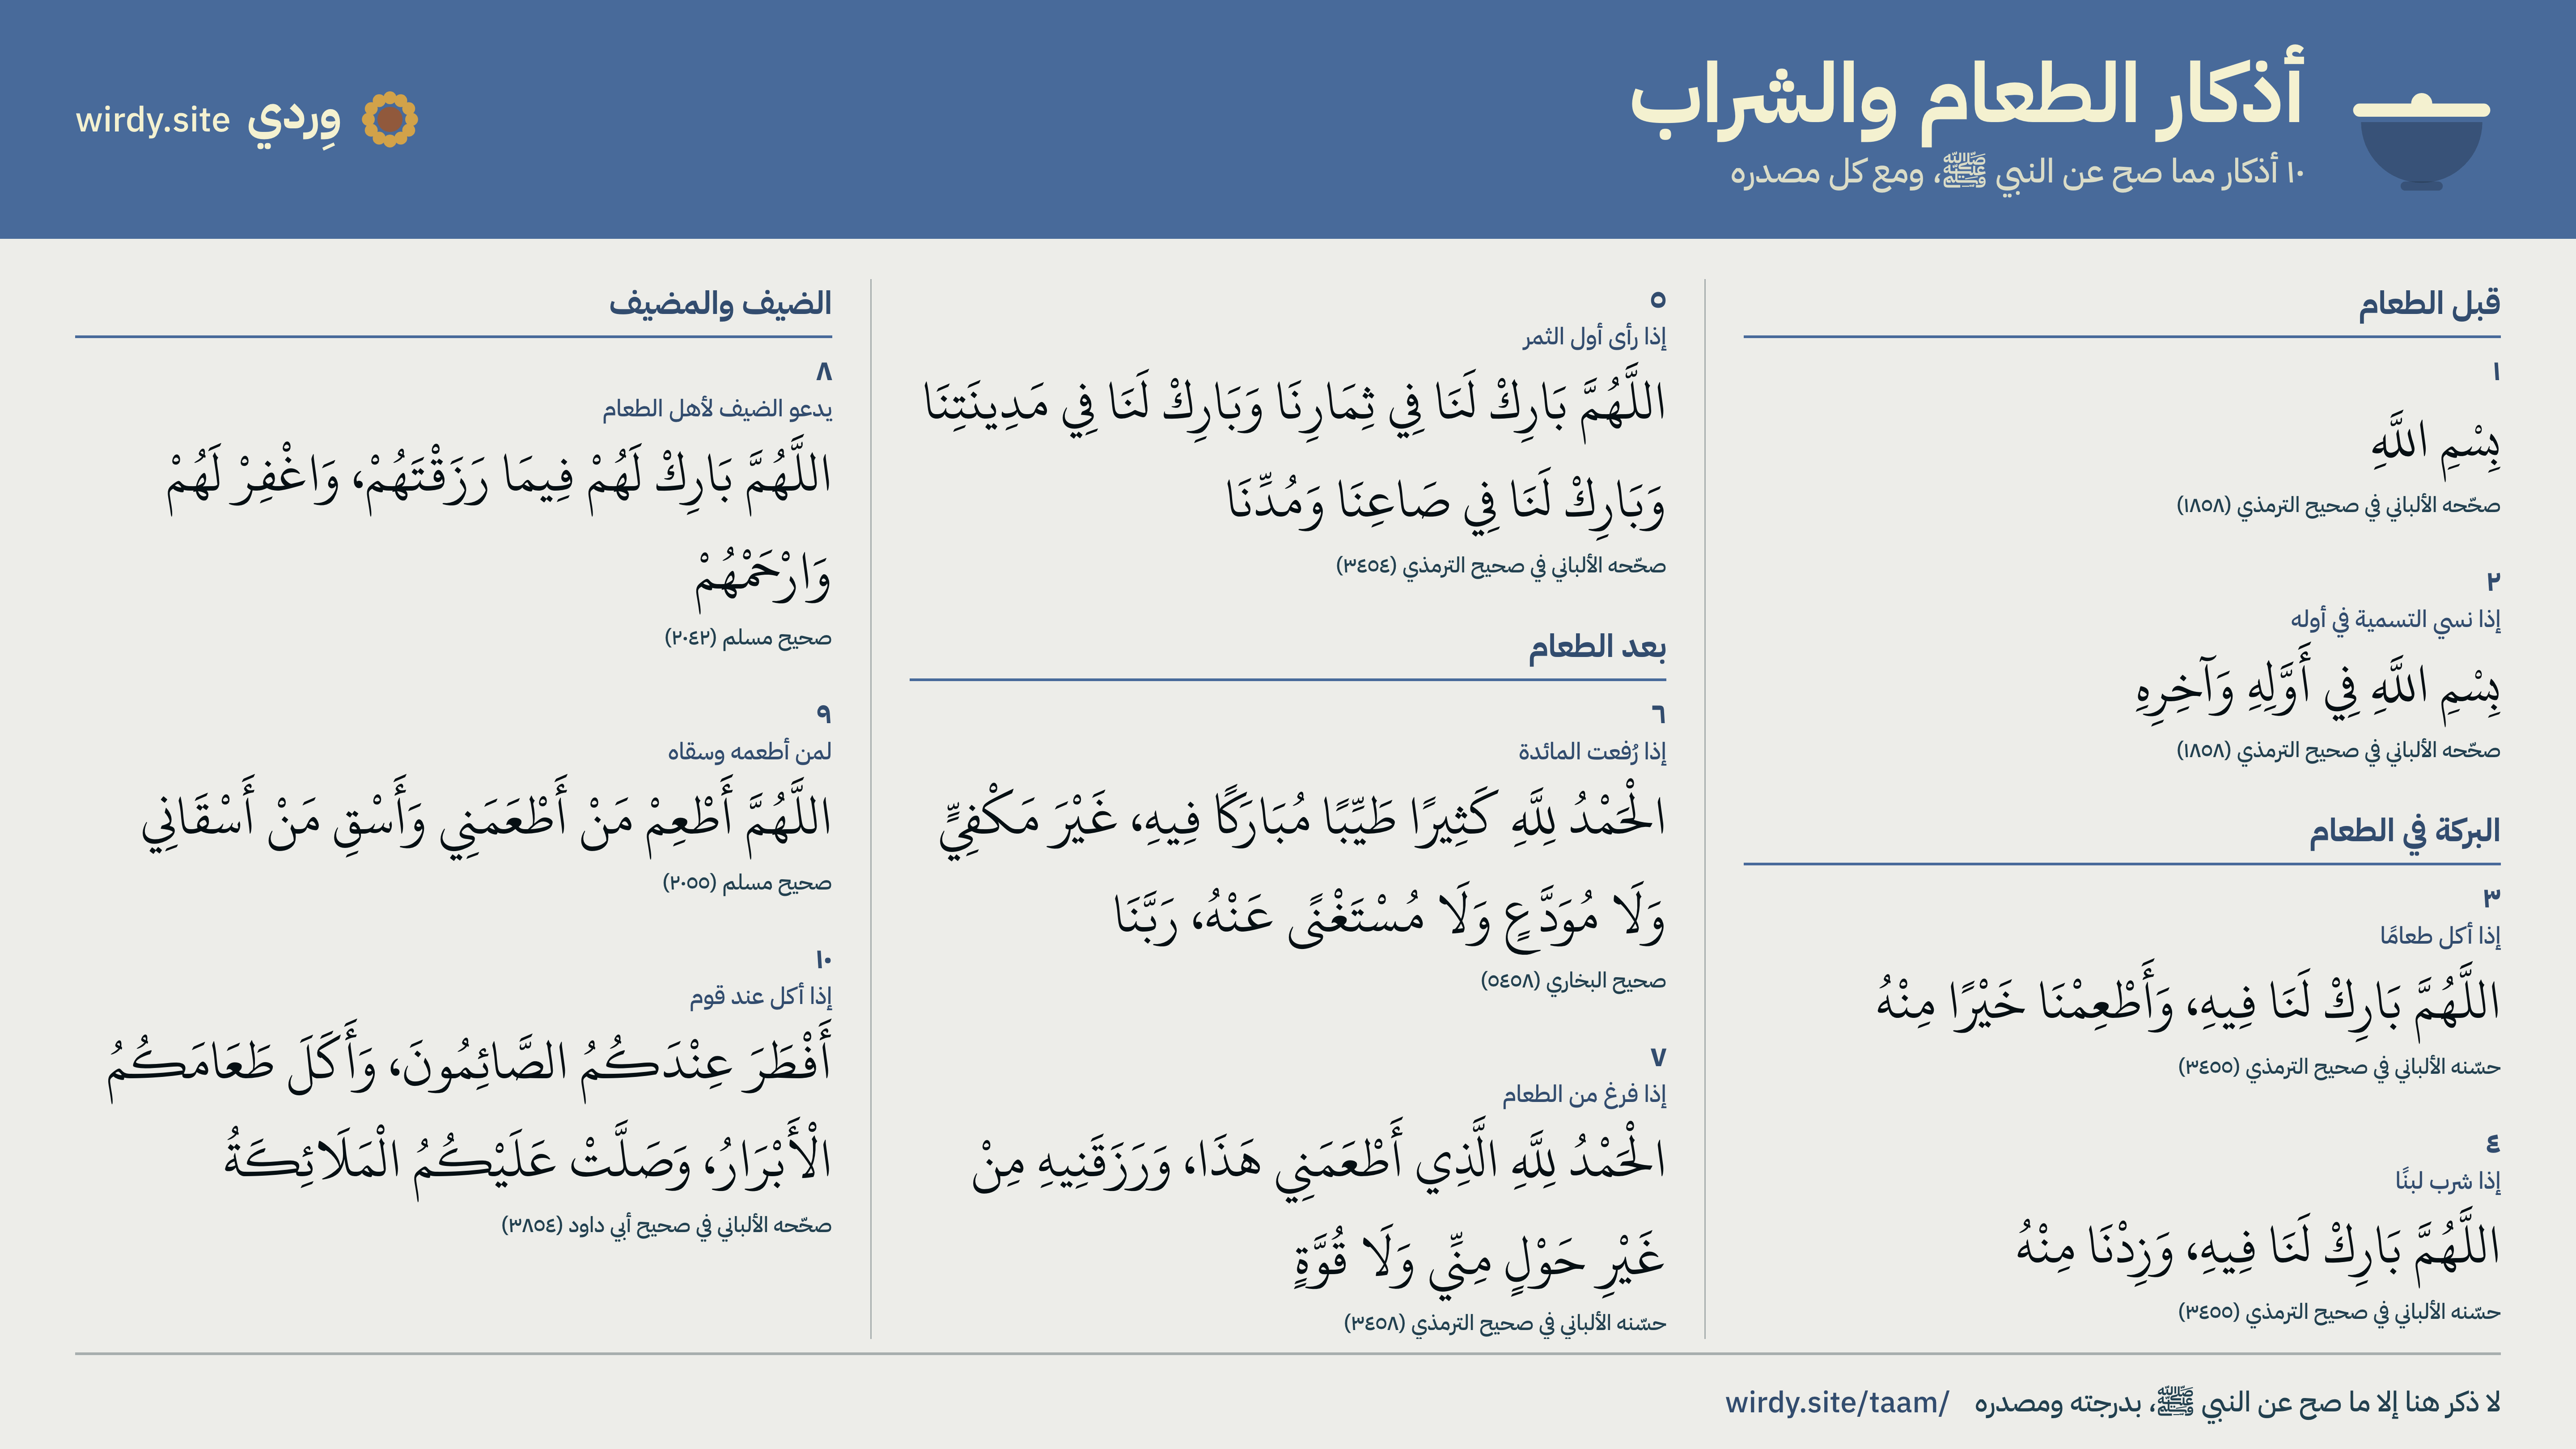 أذكار الطعام والشراب
١٠ أذكار مما صح عن النبي ﷺ، ومع كل مصدره
وِردي wirdy.site
قبل الطعام
١
بِسْمِ اللَّهِ
صحّحه الألباني في صحيح الترمذي (١٨٥٨)
٢
إذا نسي التسمية في أوله
بِسْمِ اللَّهِ فِي أَوَّلِهِ وَآخِرِهِ
صحّحه الألباني في صحيح الترمذي (١٨٥٨)
البركة في الطعام
٣
إذا أكل طعامًا
اللَّهُمَّ بَارِكْ لَنَا فِيهِ، وَأَطْعِمْنَا خَيْرًا مِنْهُ
حسّنه الألباني في صحيح الترمذي (٣٤٥٥)
٤
إذا شرب لبنًا
اللَّهُمَّ بَارِكْ لَنَا فِيهِ، وَزِدْنَا مِنْهُ
حسّنه الألباني في صحيح الترمذي (٣٤٥٥)
٥
إذا رأى أول الثمر
اللَّهُمَّ بَارِكْ لَنَا فِي ثِمَارِنَا وَبَارِكْ لَنَا فِي مَدِينَتِنَا
وَبَارِكْ لَنَا فِي صَاعِنَا وَمُدِّنَا
صحّحه الألباني في صحيح الترمذي (٣٤٥٤)
بعد الطعام
٦
إذا رُفعت المائدة
الْحَمْدُ لِلَّهِ كَثِيرًا طَيِّبًا مُبَارَكًا فِيهِ، غَيْرَ مَكْفِيٍّ
وَلَا مُوَدَّعٍ وَلَا مُسْتَغْنًى عَنْهُ، رَبَّنَا
صحيح البخاري (٥٤٥٨)
٧
إذا فرغ من الطعام
الْحَمْدُ لِلَّهِ الَّذِي أَطْعَمَنِي هَذَا، وَرَزَقَنِيهِ مِنْ
غَيْرِ حَوْلٍ مِنِّي وَلَا قُوَّةٍ
حسّنه الألباني في صحيح الترمذي (٣٤٥٨)
الضيف والمضيف
٨
يدعو الضيف لأهل الطعام
اللَّهُمَّ بَارِكْ لَهُمْ فِيمَا رَزَقْتَهُمْ، وَاغْفِرْ لَهُمْ
وَارْحَمْهُمْ
صحيح مسلم (٢٠٤٢)
٩
لمن أطعمه وسقاه
اللَّهُمَّ أَطْعِمْ مَنْ أَطْعَمَنِي وَأَسْقِ مَنْ أَسْقَانِي
صحيح مسلم (٢٠٥٥)
١٠
إذا أكل عند قوم
أَفْطَرَ عِنْدَكُمُ الصَّائِمُونَ، وَأَكَلَ طَعَامَكُمُ
الْأَبْرَارُ، وَصَلَّتْ عَلَيْكُمُ الْمَلَائِكَةُ
صحّحه الألباني في صحيح أبي داود (٣٨٥٤)
لا ذكر هنا إلا ما صح عن النبي ﷺ، بدرجته ومصدره wirdy.site/taam/